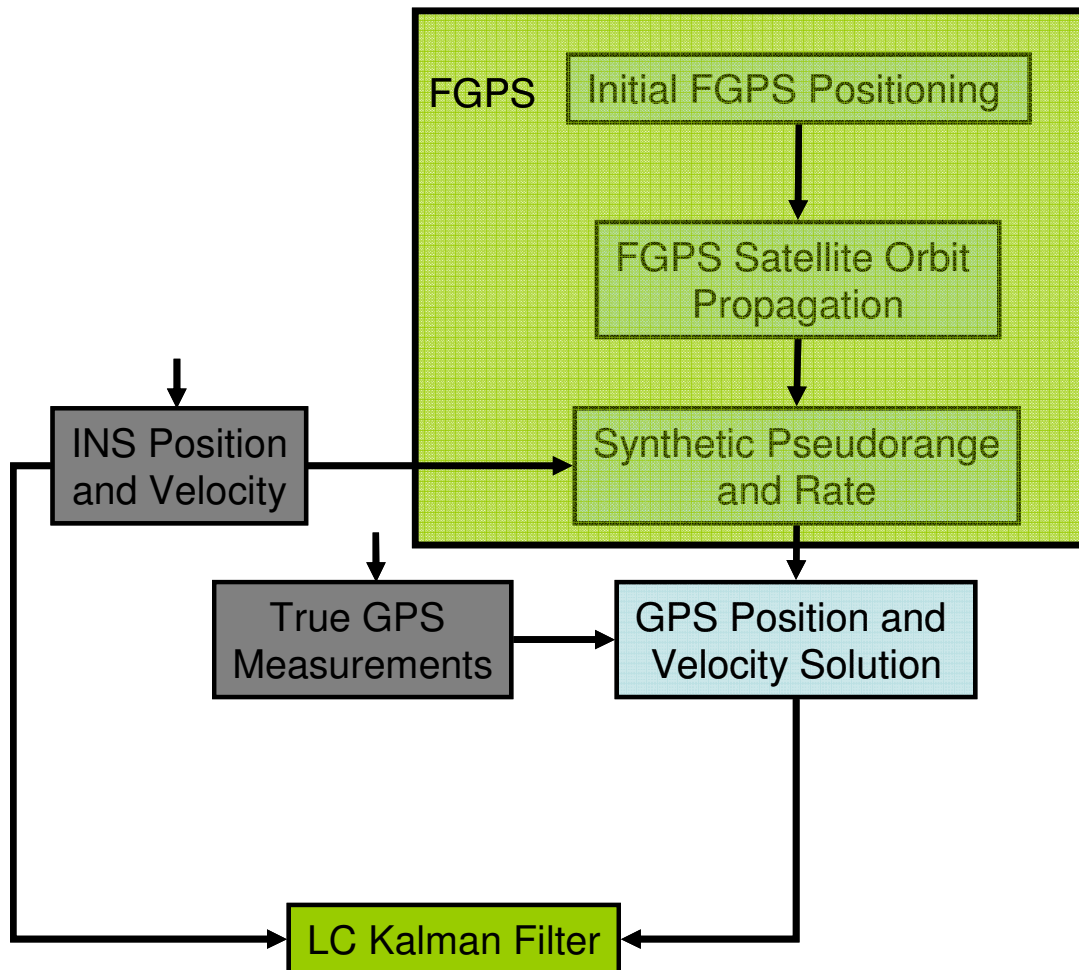 FGPS
Initial FGPS Positioning
FGPS Satellite Orbit
Propagation
INS Position
and Velocity
Synthetic Pseudorange
and Rate
True GPS
Measurements
GPS Position and
Velocity Solution
LC Kalman Filter